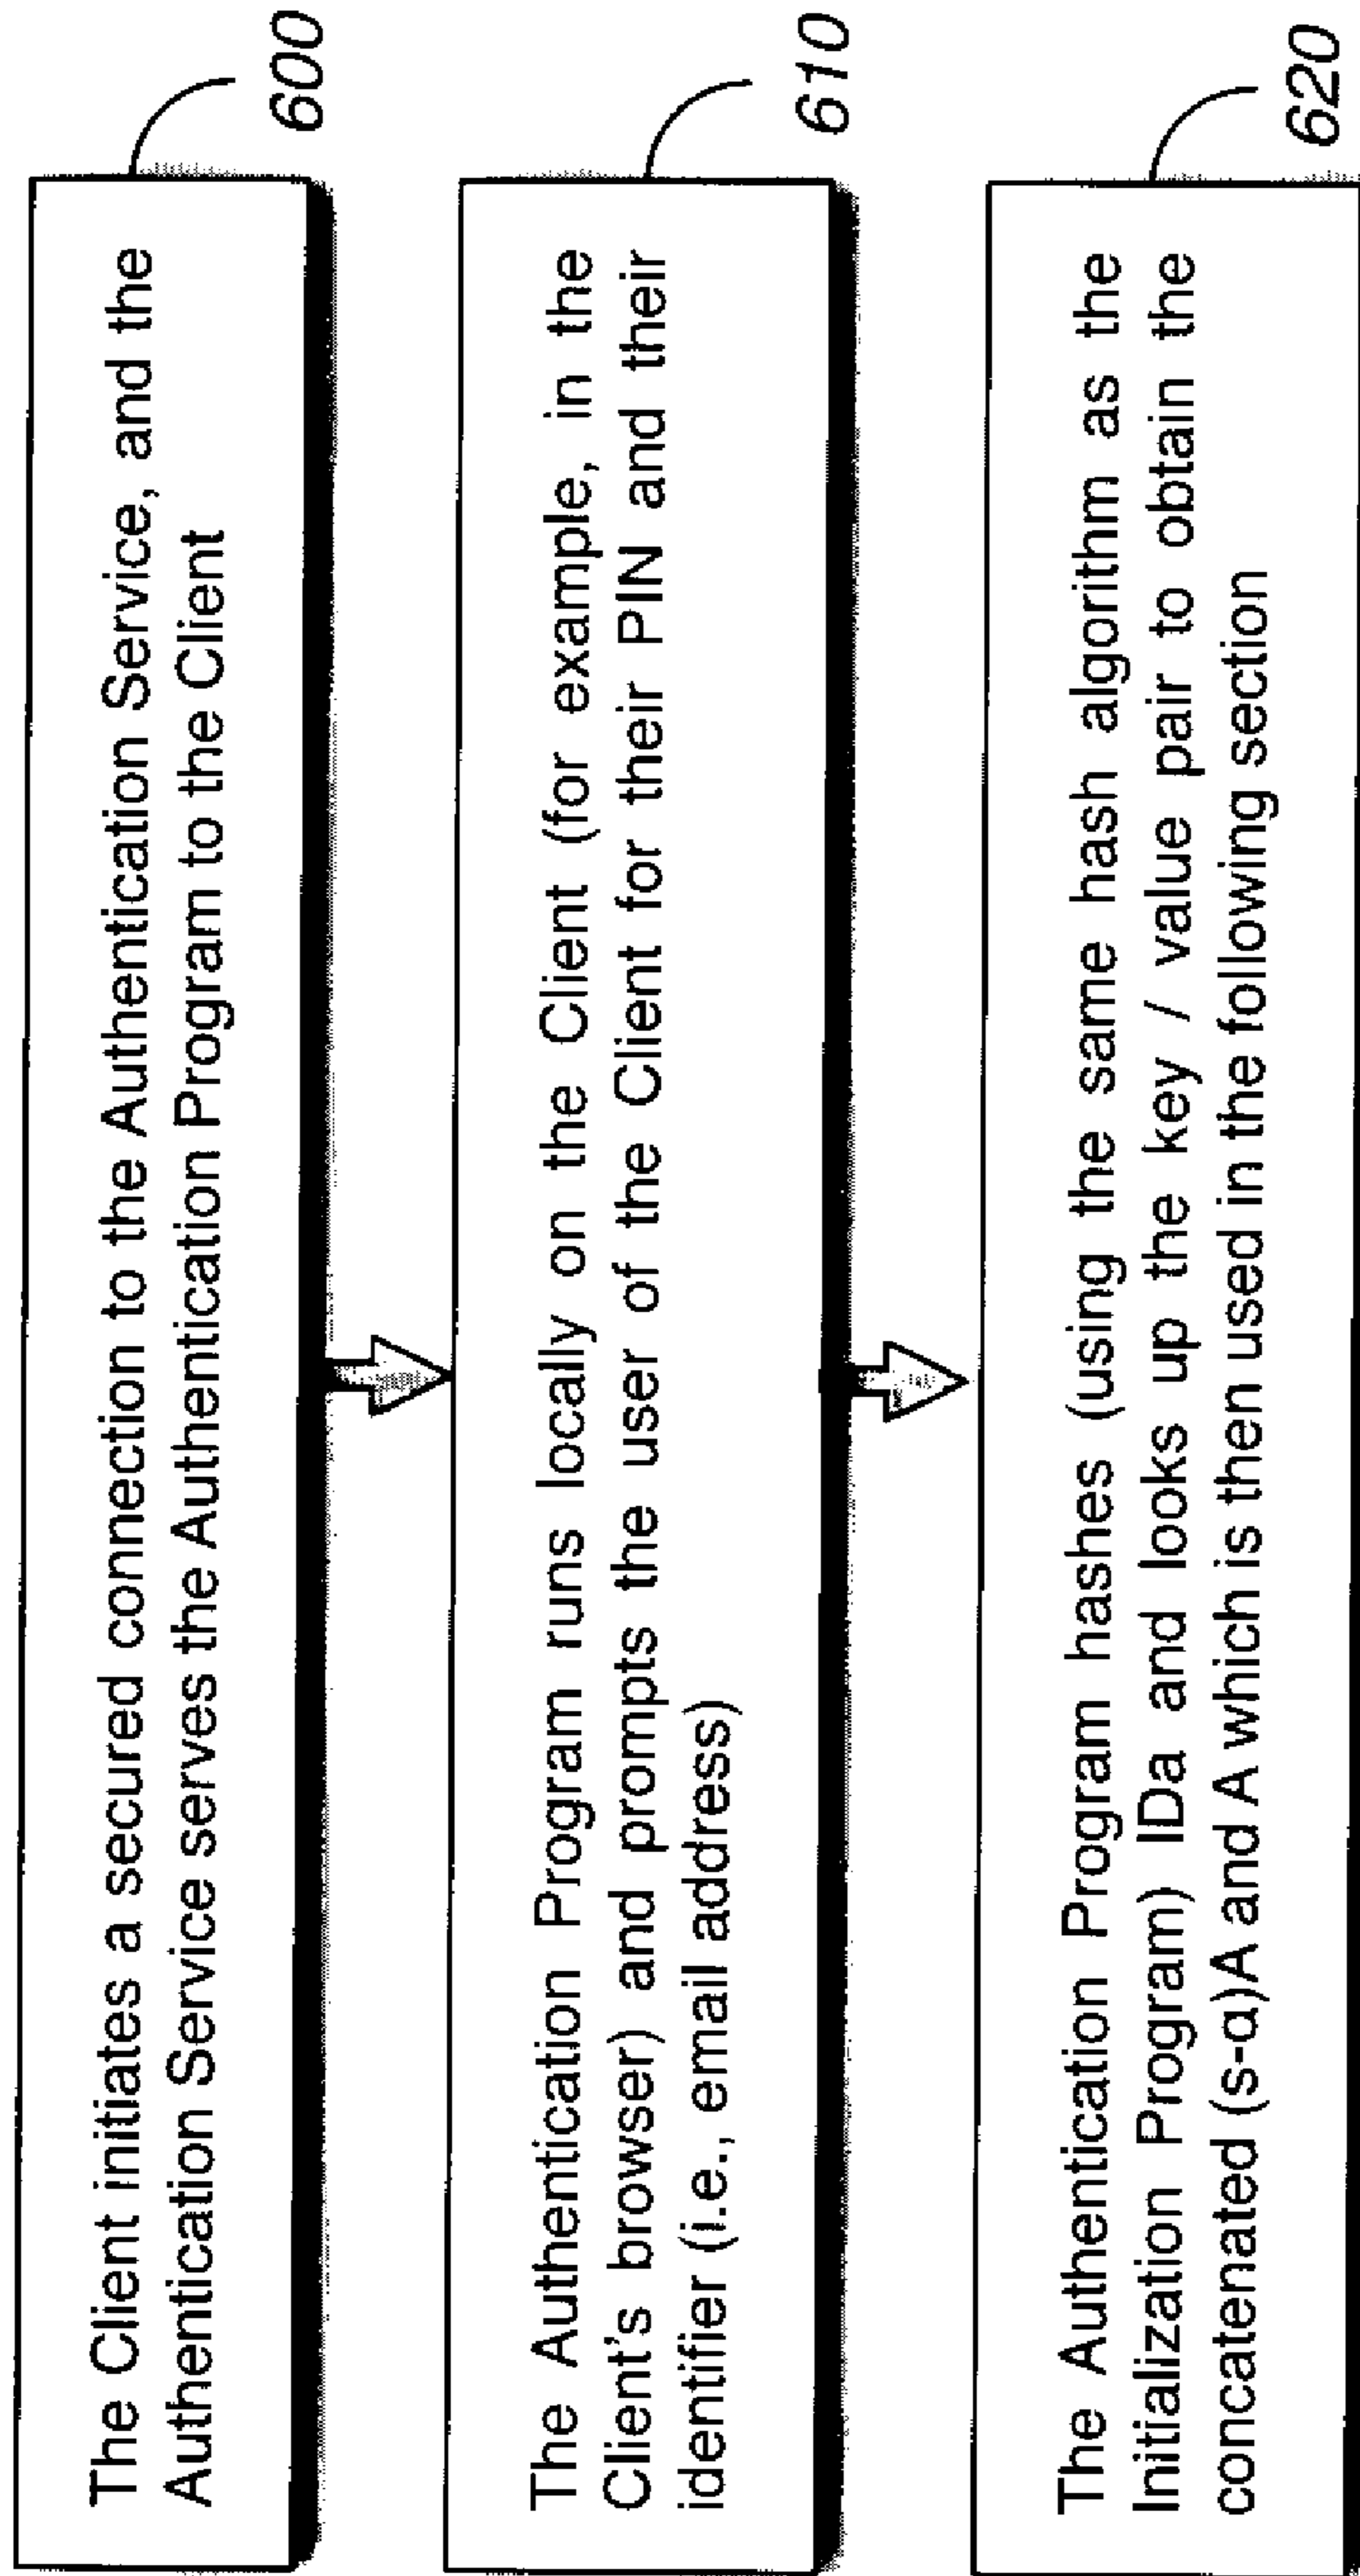 The Client initiates a secured connection to the Authentication Service, and the
Authentication Service serves the Authentication Program to the Client
600
The Authentication Program runs locally on the Client (for example, in the
Client's browser) and prompts the user of the Client for their PIN and their
identifier (i.e., email address)
610
The Authentication Program hashes (using the same hash algorithm as the
Initialization Program) IDa and looks up the key / value pair to obtain the
concatenated (s-α)A and A which is then used in the following section
620